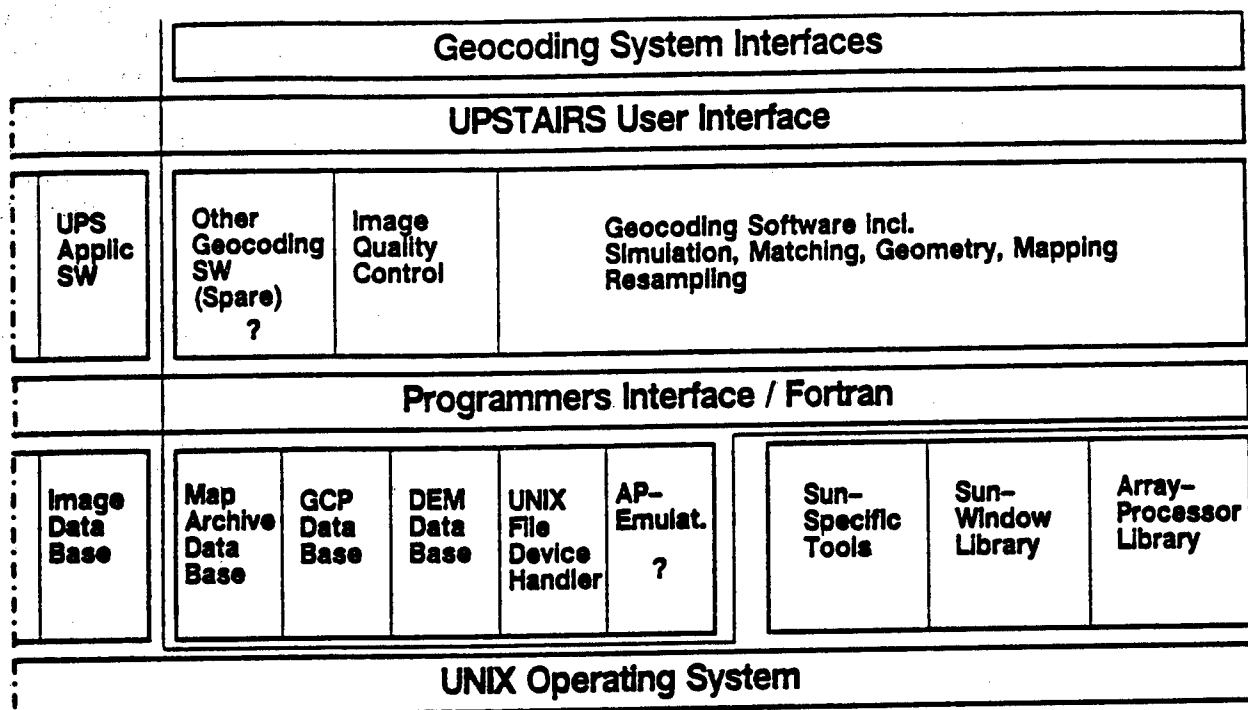 Geocoding System Interfaces
UPSTAIRS User Interface
UPS
Applic
SW
Other
Geocoding
SW
(Spare)
?
Image
Quality
Control
Geocoding Software incl.
Simulation, Matching, Geometry, Mapping
Resampling
Programmers Interface / Fortran
Image
Data
Base
Map
Archive
Data
Base
GCP
Data
Base
DEM
Data
Base
UNIX
File
Device
Handler
AP-
Emulat.
?
Sun-
Specific
Tools
Sun-
Window
Library
Array-
Processor
Library
UNIX Operating System